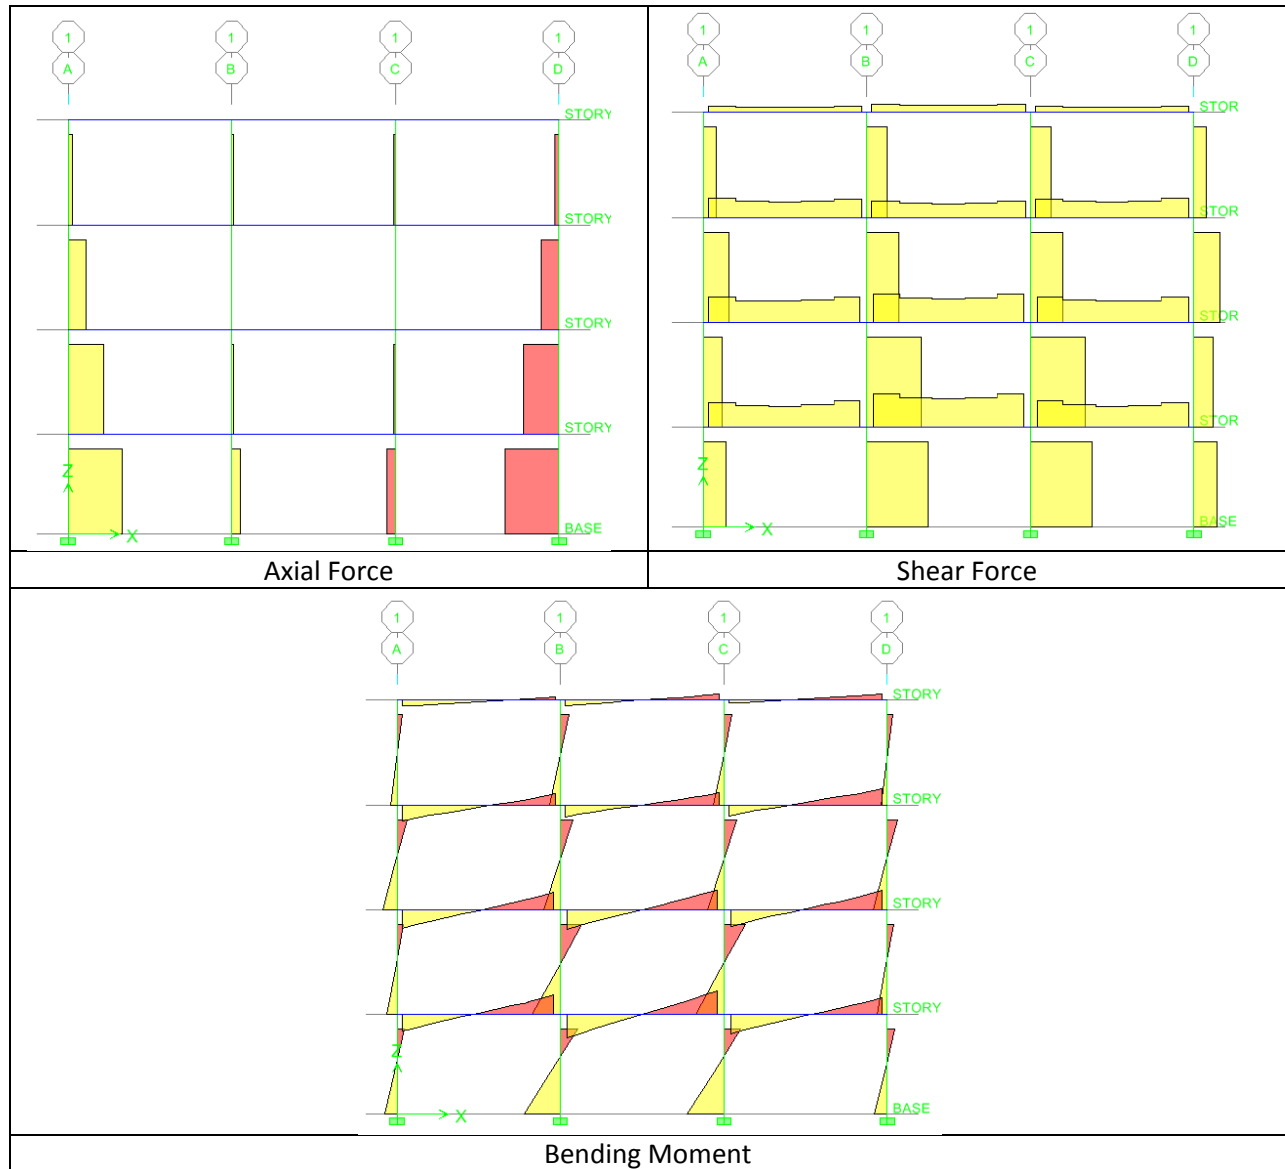 1 1 1 1
A B C D
STORY
STORY
STORY
STORY
Z
X
BASE
Axial Force
1 1 1 1
A B C D
STOR
STOR
STOR
STOR
Z
X
BASE
Shear Force
1 1 1 1
A B C D
STORY
STORY
STORY
STORY
Z
X
BASE
Bending Moment